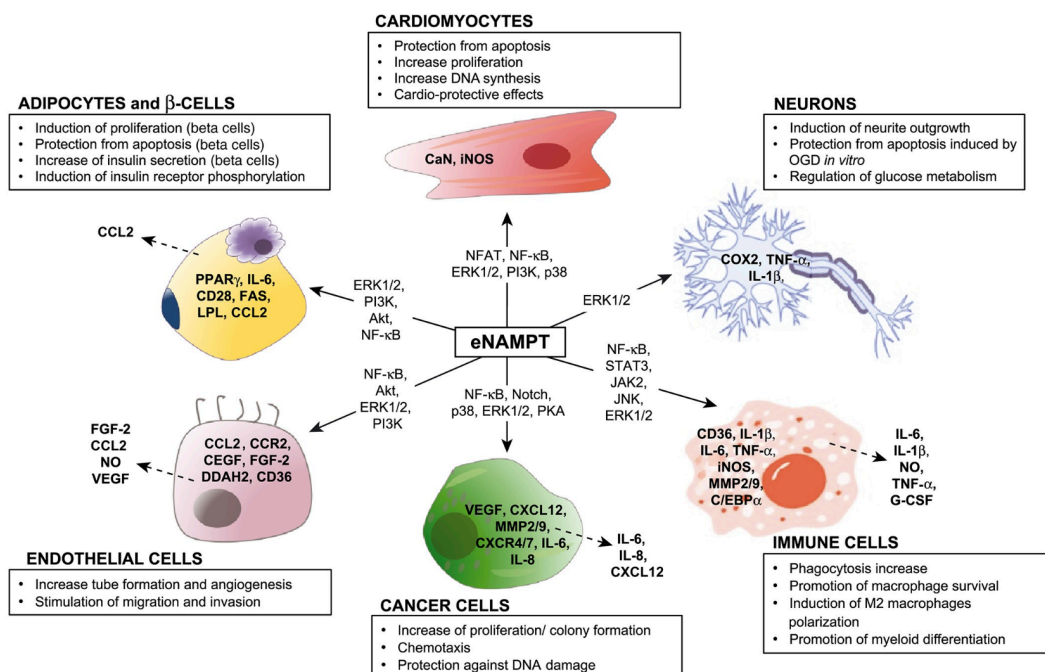 CARDIOMYOCYTES
• Protection from apoptosis
• Increase proliferation
• Increase DNA synthesis
• Cardio-protective effects
CaN, iNOS
NFAT, NF-κB,
ERK1/2, PI3K, p38
ADIPOCYTES and β-CELLS
• Induction of proliferation (beta cells)
• Protection from apoptosis (beta cells)
• Increase of insulin secretion (beta cells)
• Induction of insulin receptor phosphorylation
CCL2
PPARγ, IL-6,
CD28, FAS,
LPL, CCL2
ERK1/2,
PI3K,
Akt,
NF-κB
NEURONS
• Induction of neurite outgrowth
• Protection from apoptosis induced by
OGD in vitro
• Regulation of glucose metabolism
COX2, TNF-α,
IL-1β,
ERK1/2
eNAMPT
NF-κB,
Akt,
ERK1/2,
PI3K
FGF-2
CCL2
NO
VEGF
CCL2, CCR2,
CEGF, FGF-2
DDAH2, CD36
ENDOTHELIAL CELLS
• Increase tube formation and angiogenesis
• Stimulation of migration and invasion
NF-κB, Notch,
p38, ERK1/2, PKA
VEGF, CXCL12,
MMP2/9,
CXCR4/7, IL-6,
IL-8
IL-6,
IL-8,
CXCL12
CANCER CELLS
• Increase of proliferation/ colony formation
• Chemotaxis
• Protection against DNA damage
NF-κB,
STAT3,
JAK2,
JNK,
ERK1/2
CD36, IL-1β,
IL-6, TNF-α,
iNOS,
MMP2/9,
C/EBPα
IL-6,
IL-1β,
NO,
TNF-α,
G-CSF
IMMUNE CELLS
• Phagocytosis increase
• Promotion of macrophage survival
• Induction of M2 macrophages
polarization
• Promotion of myeloid differentiation